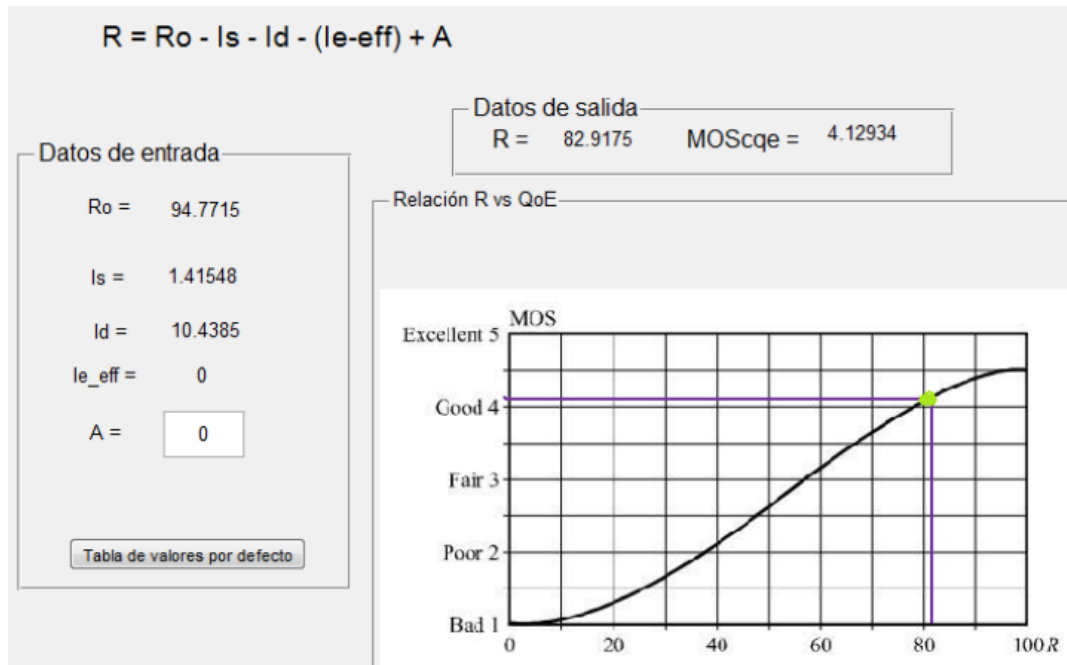 R = Ro - Is - Id - (Ie-eff) + A
Datos de salida
R = 82.9175 MOScqe = 4.12934
Datos de entrada
Ro = 94.7715
Is = 1.41548
Id = 10.4385
Ie_eff = 0
A = 0
Tabla de valores por defecto
Relación R vs QoE
MOS
Excellent 5
Good 4
Fair 3
Poor 2
Bad 1
0 20 40 60 80 100 R